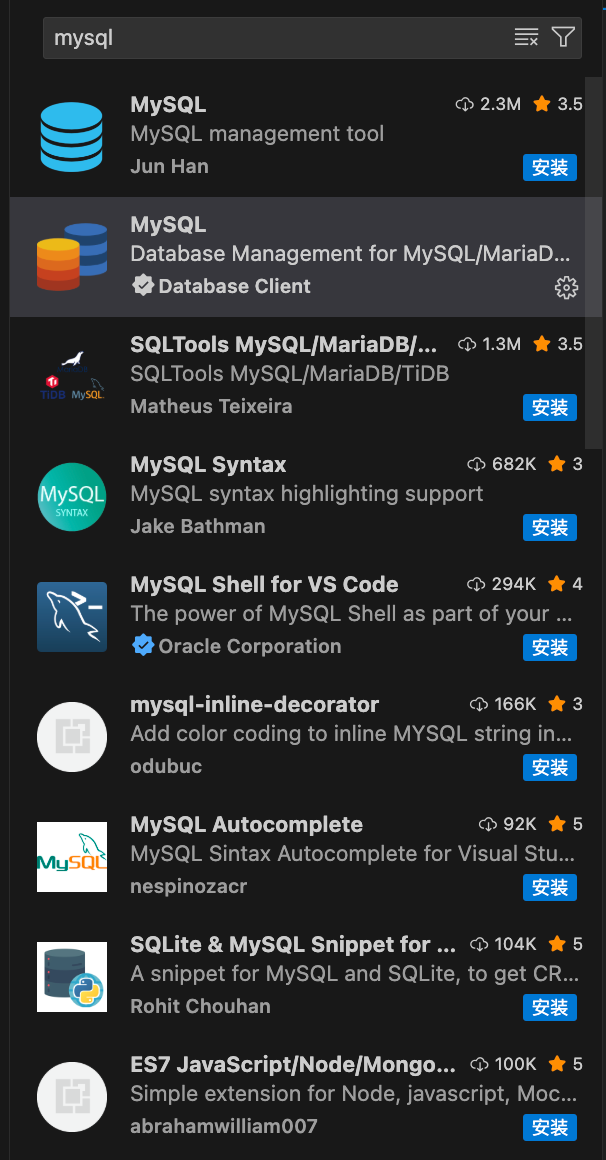 mysql
MySQL 2.3M 3.5
MySQL management tool
Jun Han 安装
MySQL
Database Management for MySQL/MariaD...
Database Client
SQLTools MySQL/MariaDB/... 1.3M 3.5
SQLTools MySQL/MariaDB/TiDB
TiDB MySQL
Matheus Teixeira 安装
MySQL Syntax 682K 3
MySQL syntax highlighting support
MySQL
SYNTAX
Jake Bathman 安装
MySQL Shell for VS Code 294K 4
The power of MySQL Shell as part of your ...
Oracle Corporation 安装
mysql-inline-decorator 166K 3
Add color coding to inline MYSQL string in...
odubuc 安装
MySQL Autocomplete 92K 5
MySQL Sintax Autocomplete for Visual Stu...
MySQL
nespinozacr 安装
SQLite & MySQL Snippet for ... 104K 5
A snippet for MySQL and SQLite, to get CR...
Rohit Chouhan 安装
ES7 JavaScript/Node/Mongo... 100K 5
Simple extension for Node, javascript, Moc...
abrahamwilliam007 安装